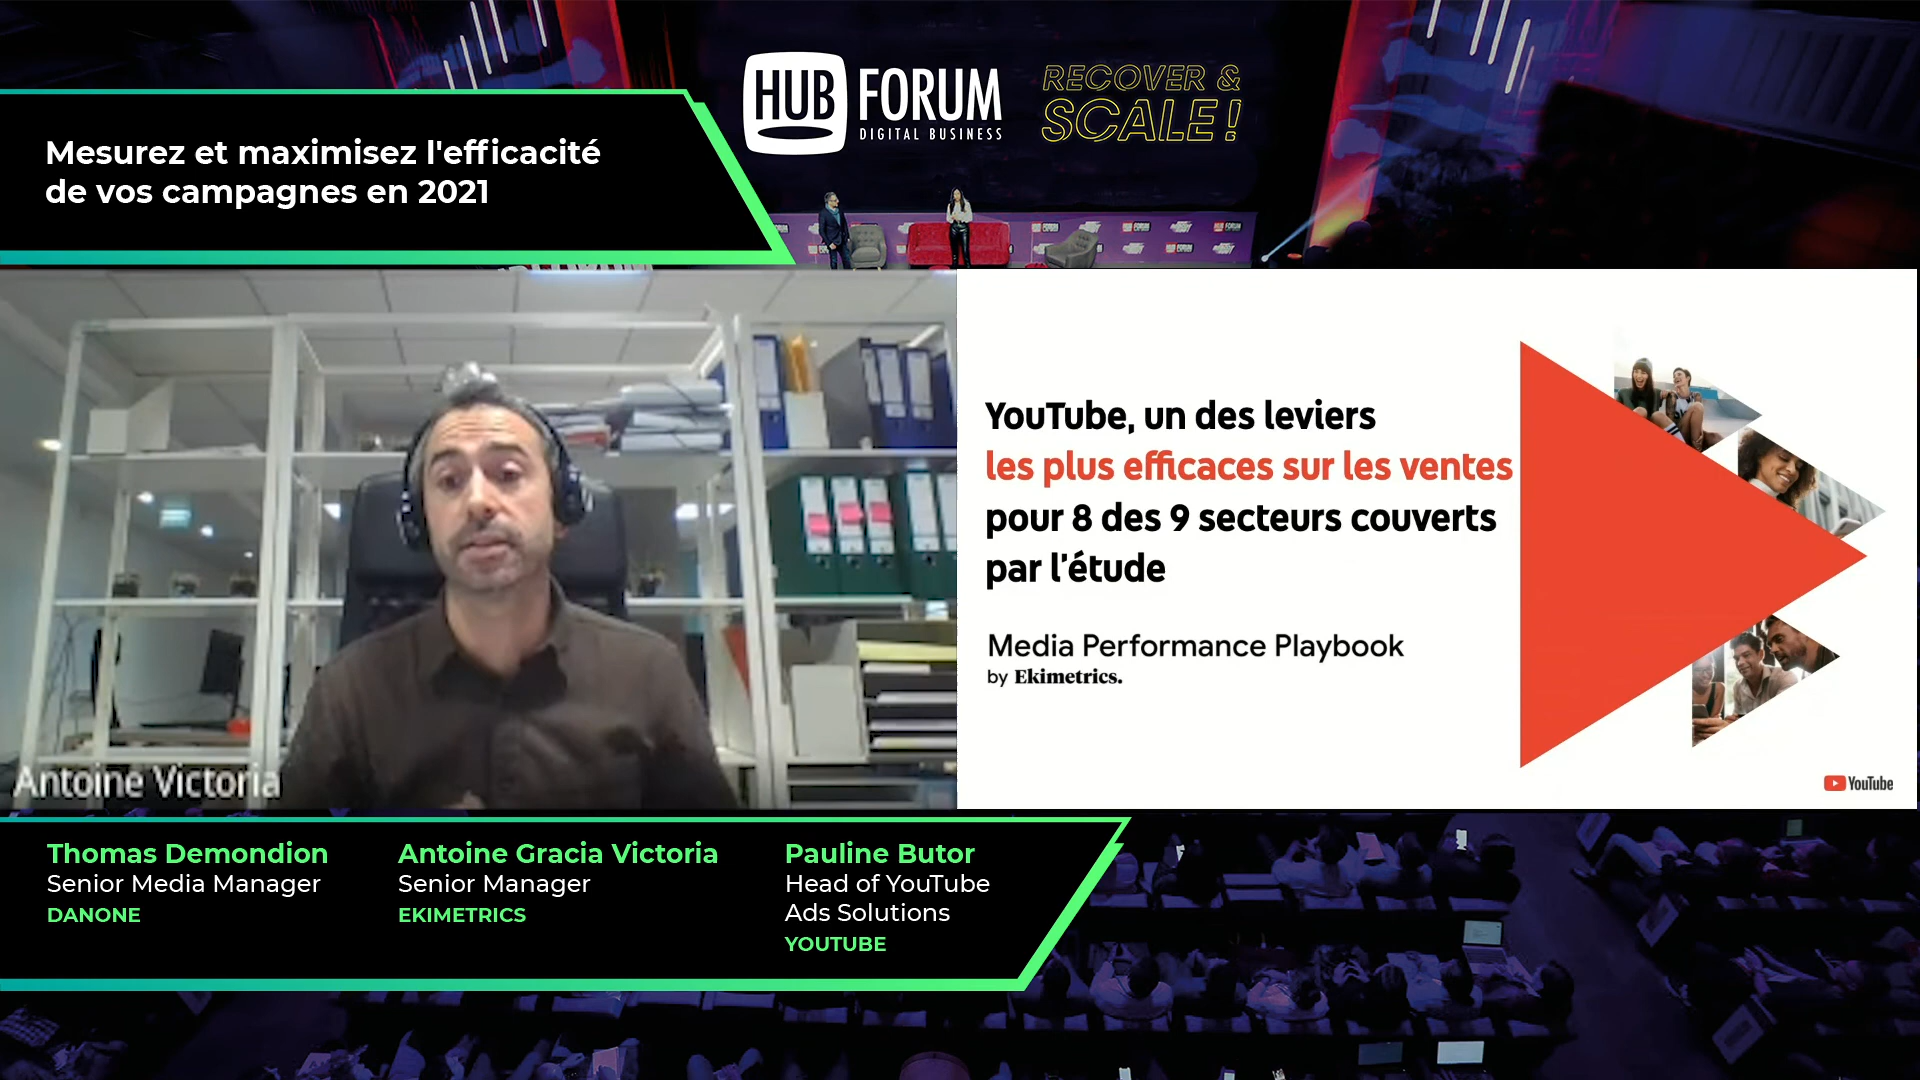 HUB FORUM
DIGITAL BUSINESS
RECOVER &
SCALE !
Mesurez et maximisez l'efficacité
de vos campagnes en 2021
YouTube, un des leviers
les plus efficaces sur les ventes
pour 8 des 9 secteurs couverts
par l'étude
Media Performance Playbook
by Ekimetrics.
YouTube
Antoine Victoria
Thomas Demondion
Senior Media Manager
DANONE
Antoine Gracia Victoria
Senior Manager
EKIMETRICS
Pauline Butor
Head of YouTube
Ads Solutions
YOUTUBE